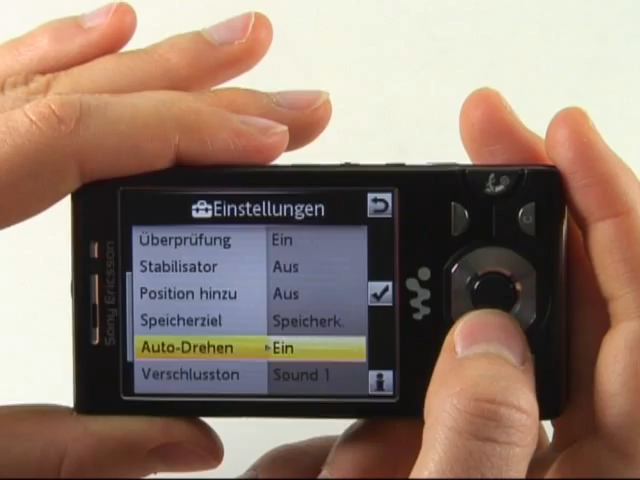 Einstellungen
Überprüfung Ein
Stabilisator Aus
Position hinzu Aus
Speicherziel Speicherk.
Auto-Drehen Ein
Verschlusston Sound 1
Sony Ericsson
C